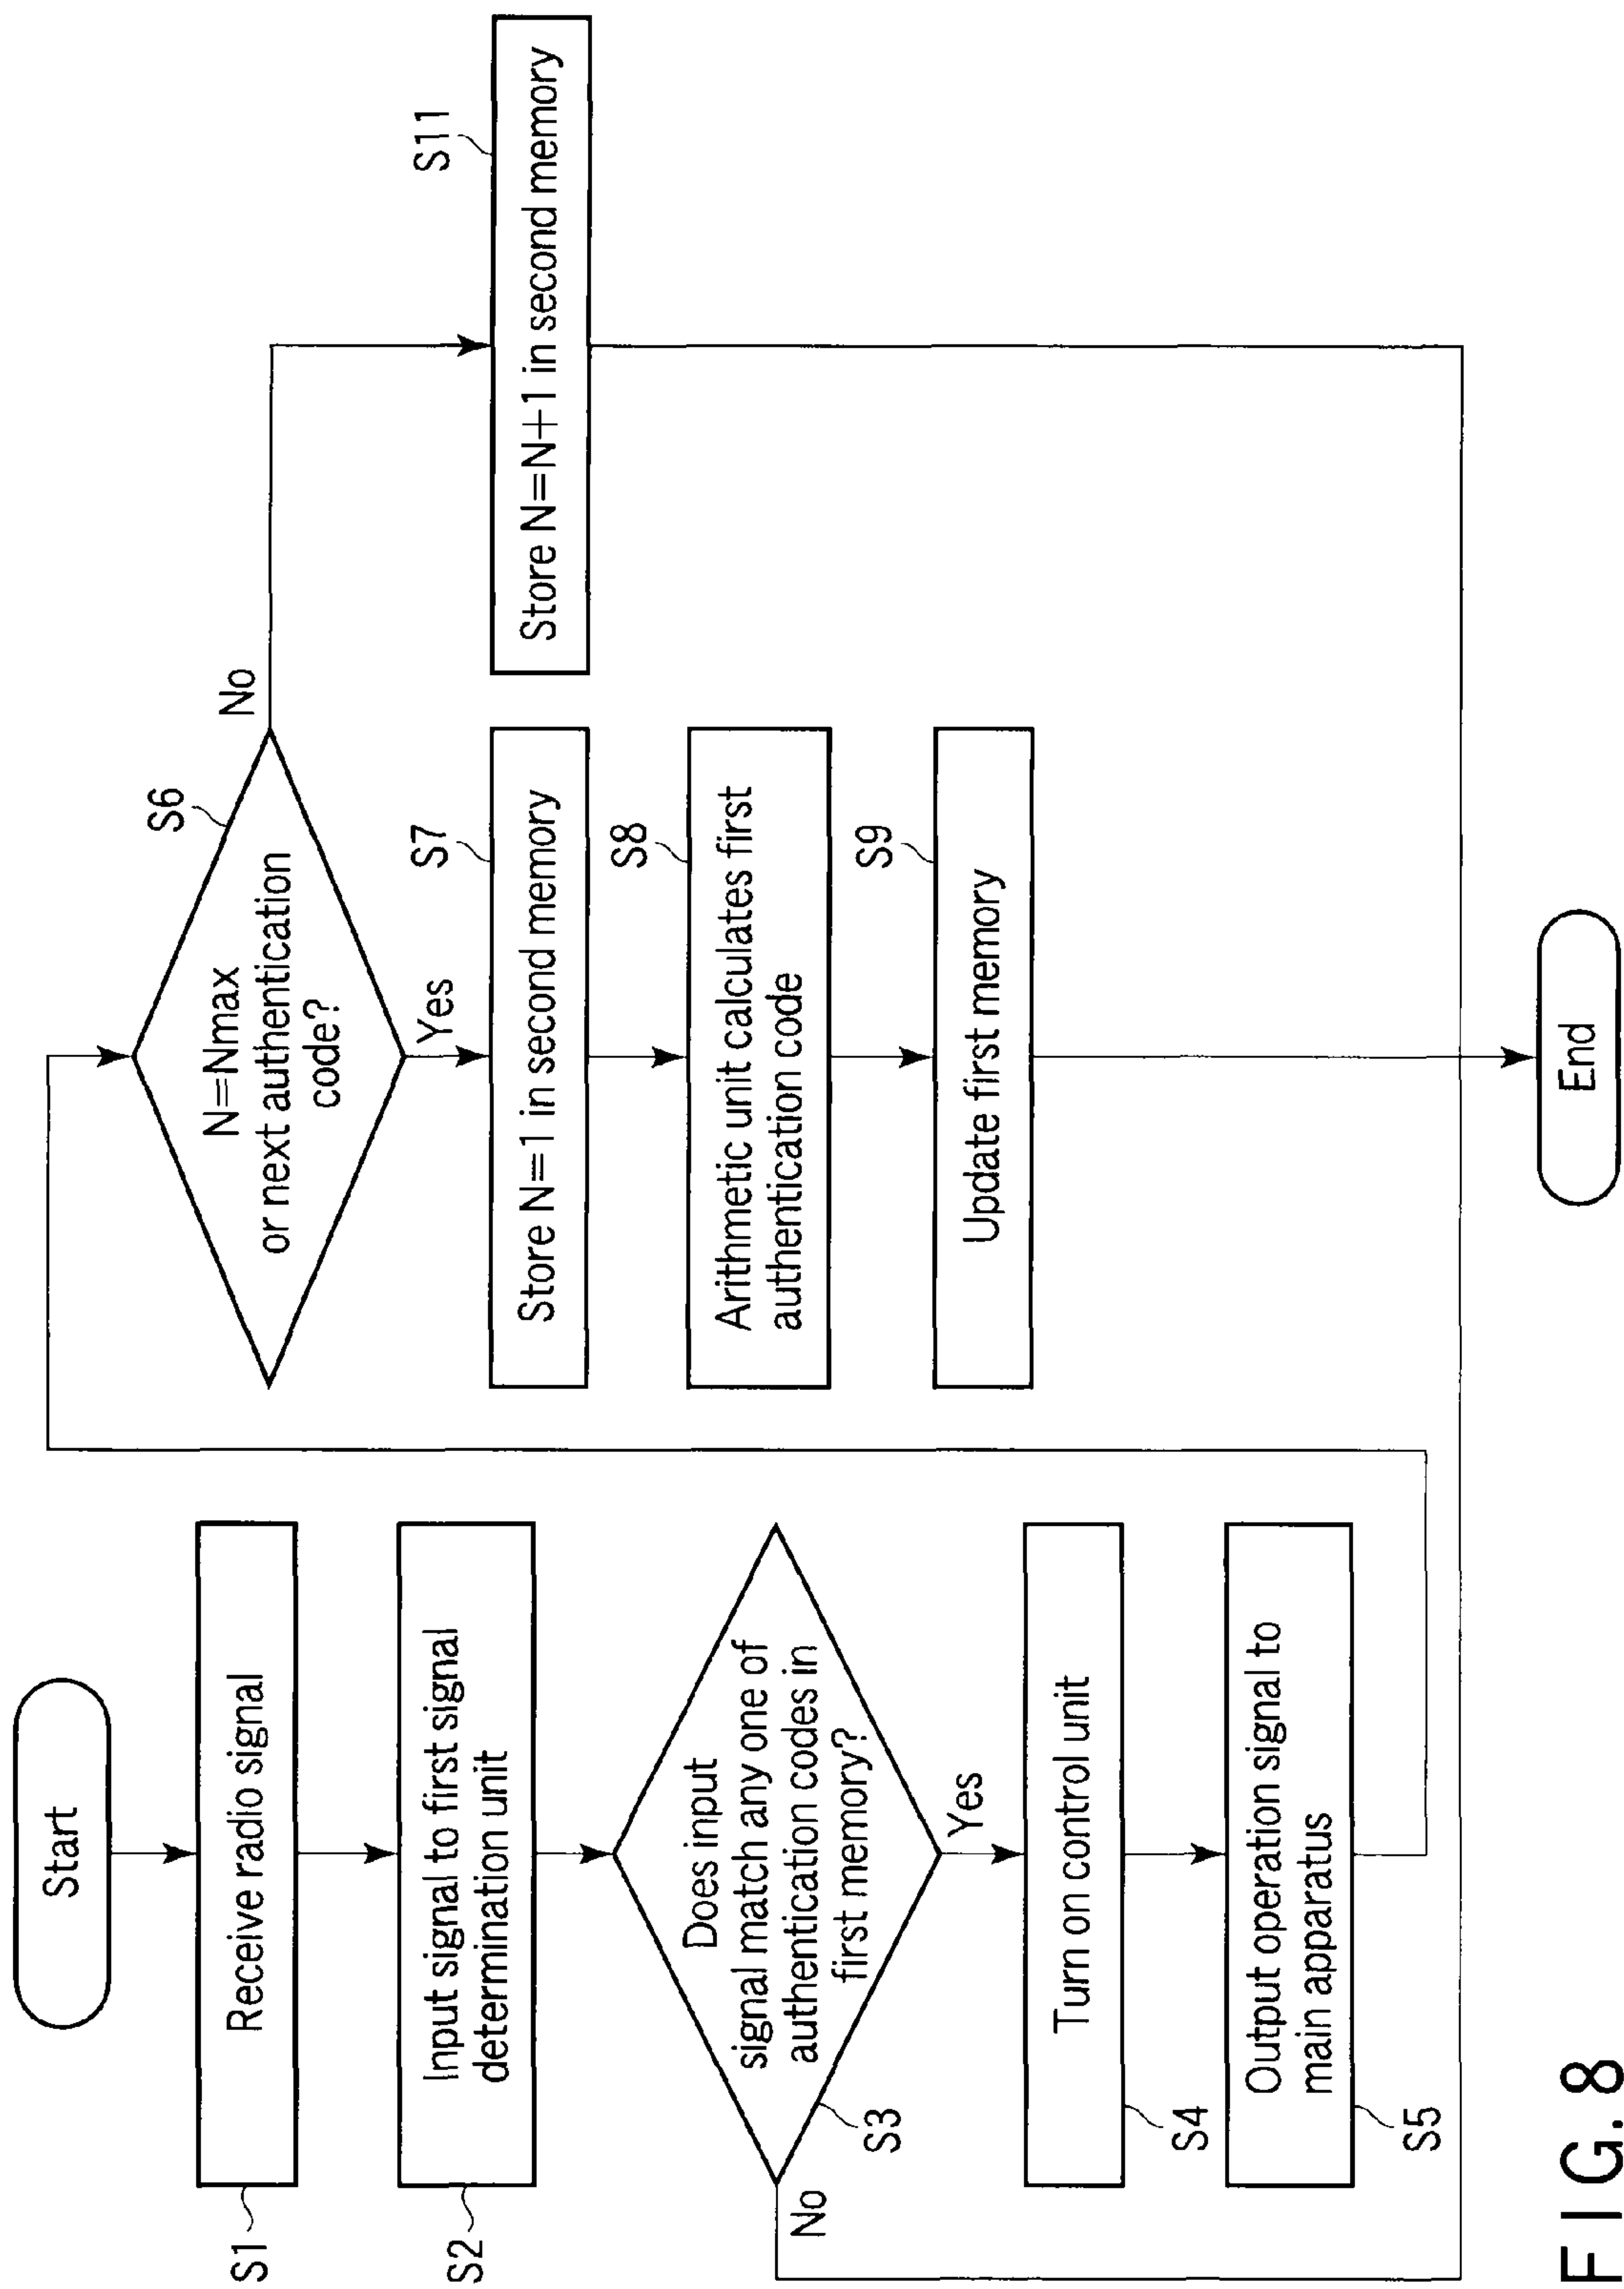 Start
S1
Receive radio signal
S2
Input signal to first signal
determination unit
Does input
signal match any one of
authentication codes in
first memory?
S3
No
Yes
Turn on control unit
S4
Output operation signal to
main apparatus
S5
S6
N=Nmax
or next authentication
code?
No
Yes
S7
Store N=1 in second memory
S8
Arithmetic unit calculates first
authentication code
S9
Update first memory
S11
Store N=N+1 in second memory
End
FIG.8